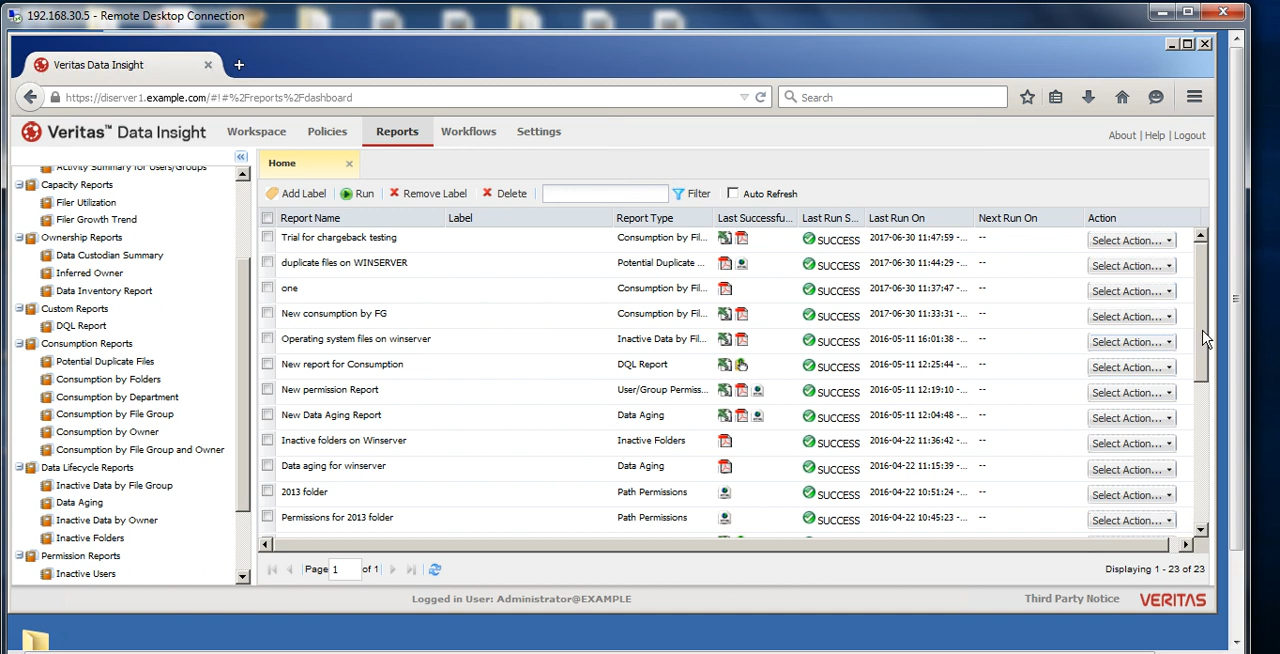 192.168.30.5 - Remote Desktop Connection
Veritas Data Insight
https://diserver1.example.com/#!#%2Freports%2Fdashboard
Search
Veritas™ Data Insight
Workspace
Policies
Reports
Workflows
Settings
About | Help | Logout
Activity Summary for Users/Groups
Capacity Reports
Filer Utilization
Filer Growth Trend
Ownership Reports
Data Custodian Summary
Inferred Owner
Data Inventory Report
Custom Reports
DQL Report
Consumption Reports
Potential Duplicate Files
Consumption by Folders
Consumption by Department
Consumption by File Group
Consumption by Owner
Consumption by File Group and Owner
Data Lifecycle Reports
Inactive Data by File Group
Data Aging
Inactive Data by Owner
Inactive Folders
Permission Reports
Inactive Users
Home
Add Label Run Remove Label Delete Filter Auto Refresh
Report Name Label Report Type Last Successfu... Last Run S... Last Run On Next Run On Action
Trial for chargeback testing Consumption by Fil... SUCCESS 2017-06-30 11:47:59 -... -- Select Action...
duplicate files on WINSERVER Potential Duplicate ... SUCCESS 2017-06-30 11:44:29 -... -- Select Action...
one Consumption by Fil... SUCCESS 2017-06-30 11:37:47 -... -- Select Action...
New consumption by FG Consumption by Fil... SUCCESS 2017-06-30 11:33:31 -... -- Select Action...
Operating system files on winserver Inactive Data by Fil... SUCCESS 2016-05-11 16:01:38 -... -- Select Action...
New report for Consumption DQL Report SUCCESS 2016-05-11 12:25:44 -... -- Select Action...
New permission Report User/Group Permiss... SUCCESS 2016-05-11 12:19:10 -... -- Select Action...
New Data Aging Report Data Aging SUCCESS 2016-05-11 12:04:48 -... -- Select Action...
Inactive folders on Winserver Inactive Folders SUCCESS 2016-04-22 11:36:42 -... -- Select Action...
Data aging for winserver Data Aging SUCCESS 2016-04-22 11:15:39 -... -- Select Action...
2013 folder Path Permissions SUCCESS 2016-04-22 10:51:24 -... -- Select Action...
Permissions for 2013 folder Path Permissions SUCCESS 2016-04-22 10:45:23 -... -- Select Action...
Page 1 of 1
Displaying 1 - 23 of 23
Logged in User: Administrator@EXAMPLE
Third Party Notice
VERITAS